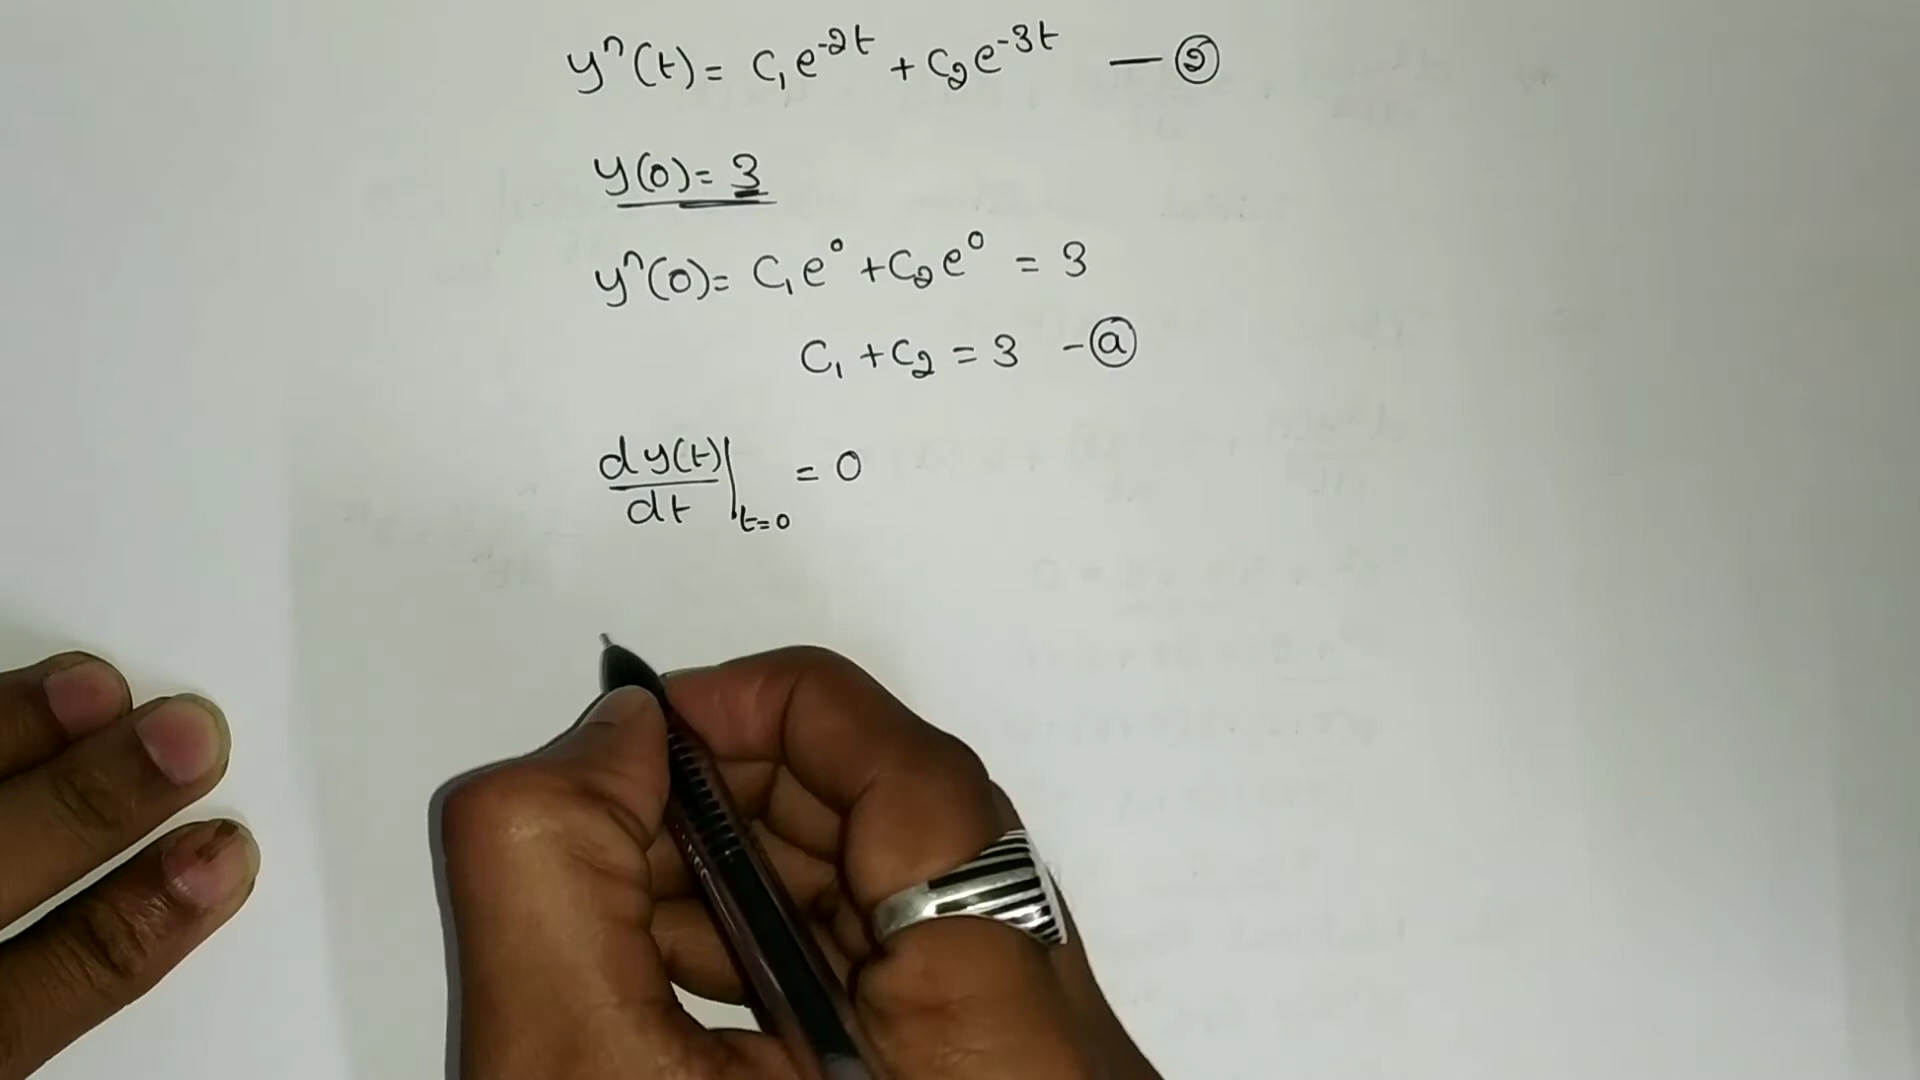 yⁿ(t) = C₁e⁻²ᵗ + C₂e⁻³ᵗ — ②
y(0) = 3
yⁿ(0) = C₁e⁰ + C₂e⁰ = 3
C₁ + C₂ = 3 - ⓐ
dy(t)/dt |t=0 = 0